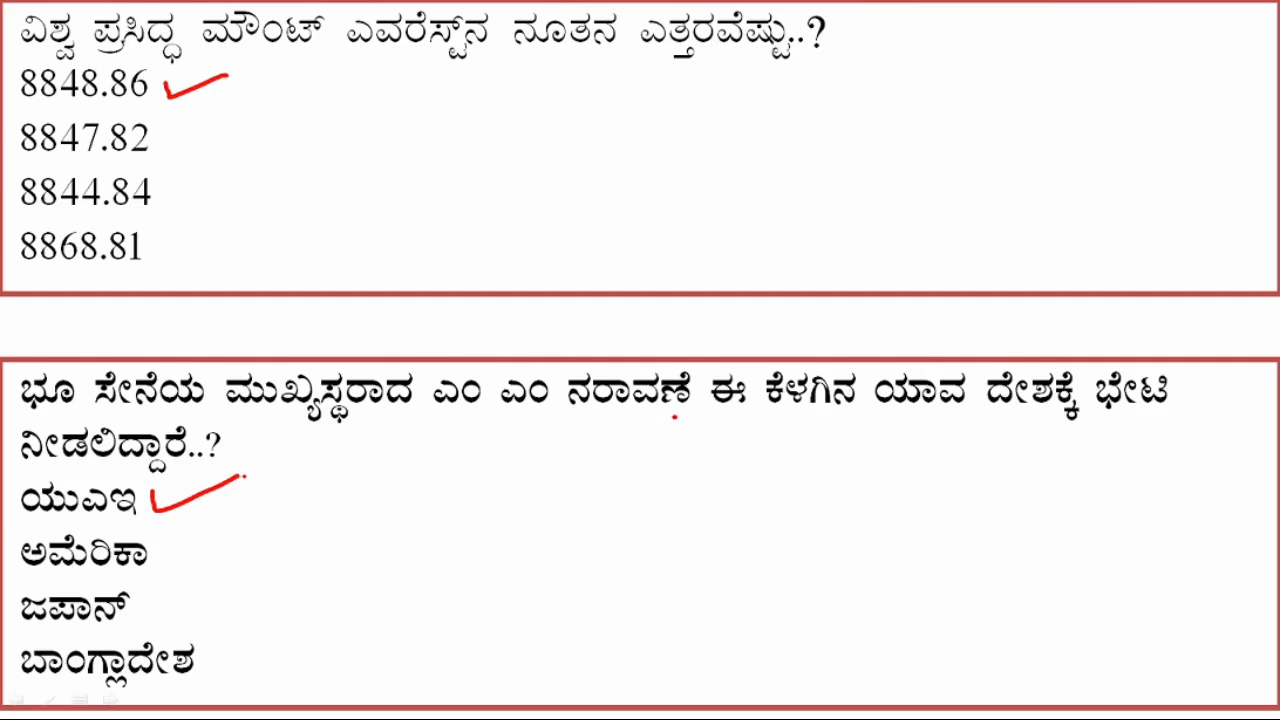 ವಿಶ್ವ ಪ್ರಸಿದ್ಧ ಮೌಂಟ್ ಎವರೆಸ್ಟ್‌ನ ನೂತನ ಎತ್ತರವೆಷ್ಟು..?
8848.86
8847.82
8844.84
8868.81
ಭೂ ಸೇನೆಯ ಮುಖ್ಯಸ್ಥರಾದ ಎಂ ಎಂ ನರಾವಣೆ ಈ ಕೆಳಗಿನ ಯಾವ ದೇಶಕ್ಕೆ ಭೇಟಿ
ನೀಡಲಿದ್ದಾರೆ..?
ಯುಎಇ
ಅಮೆರಿಕಾ
ಜಪಾನ್
ಬಾಂಗ್ಲಾದೇಶ